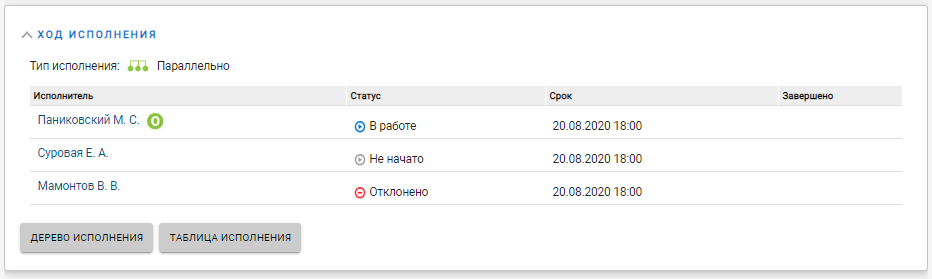 ХОД ИСПОЛНЕНИЯ
Тип исполнения: Параллельно
Исполнитель Статус Срок Завершено
Паниковский М. С. О В работе 20.08.2020 18:00
Суровая Е. А. Не начато 20.08.2020 18:00
Мамонтов В. В. Отклонено 20.08.2020 18:00
ДЕРЕВО ИСПОЛНЕНИЯ ТАБЛИЦА ИСПОЛНЕНИЯ